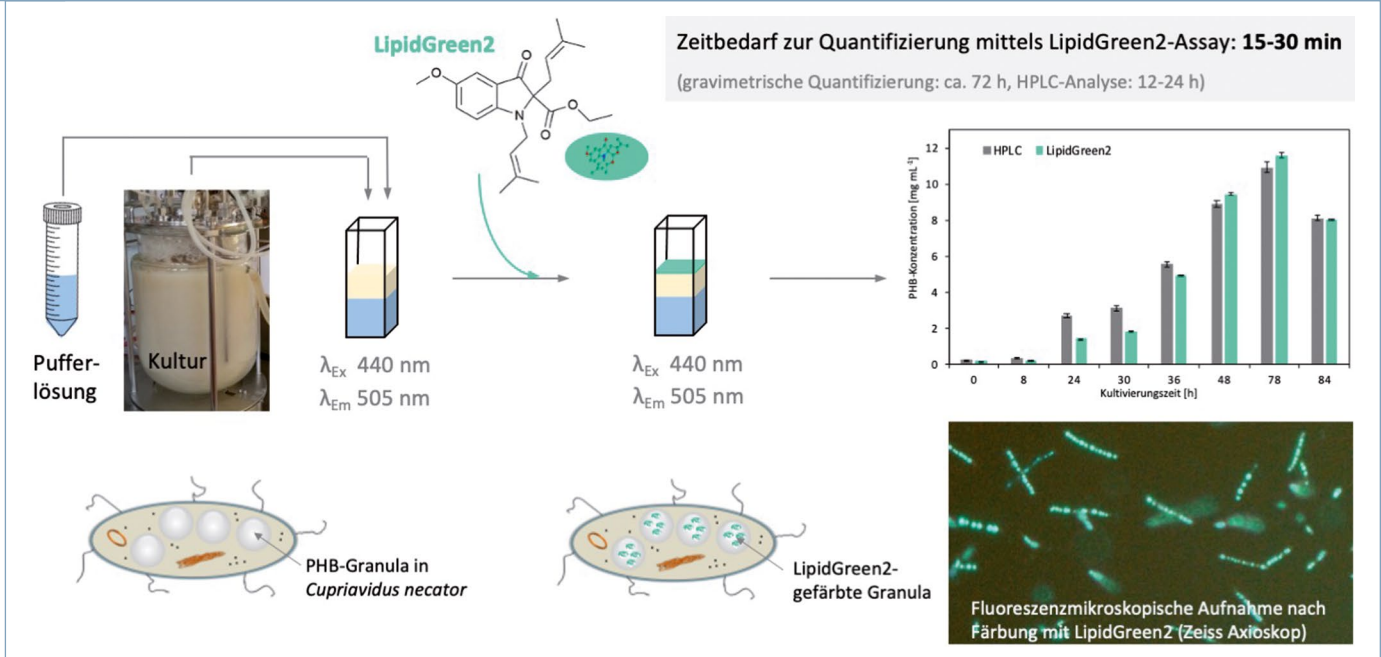 LipidGreen2
O
O
N
O
O
Zeitbedarf zur Quantifizierung mittels LipidGreen2-Assay: 15-30 min
(gravimetrische Quantifizierung: ca. 72 h, HPLC-Analyse: 12-24 h)
Puffer-
lösung
Kultur
λEx 440 nm
λEm 505 nm
λEx 440 nm
λEm 505 nm
HPLC LipidGreen2
PHB-Konzentration [mg mL-1]
12
10
8
6
4
2
0
0 8 24 30 36 48 78 84
Kultivierungszeit [h]
PHB-Granula in
Cupriavidus necator
LipidGreen2-
gefärbte Granula
Fluoreszenzmikroskopische Aufnahme nach
Färbung mit LipidGreen2 (Zeiss Axioskop)